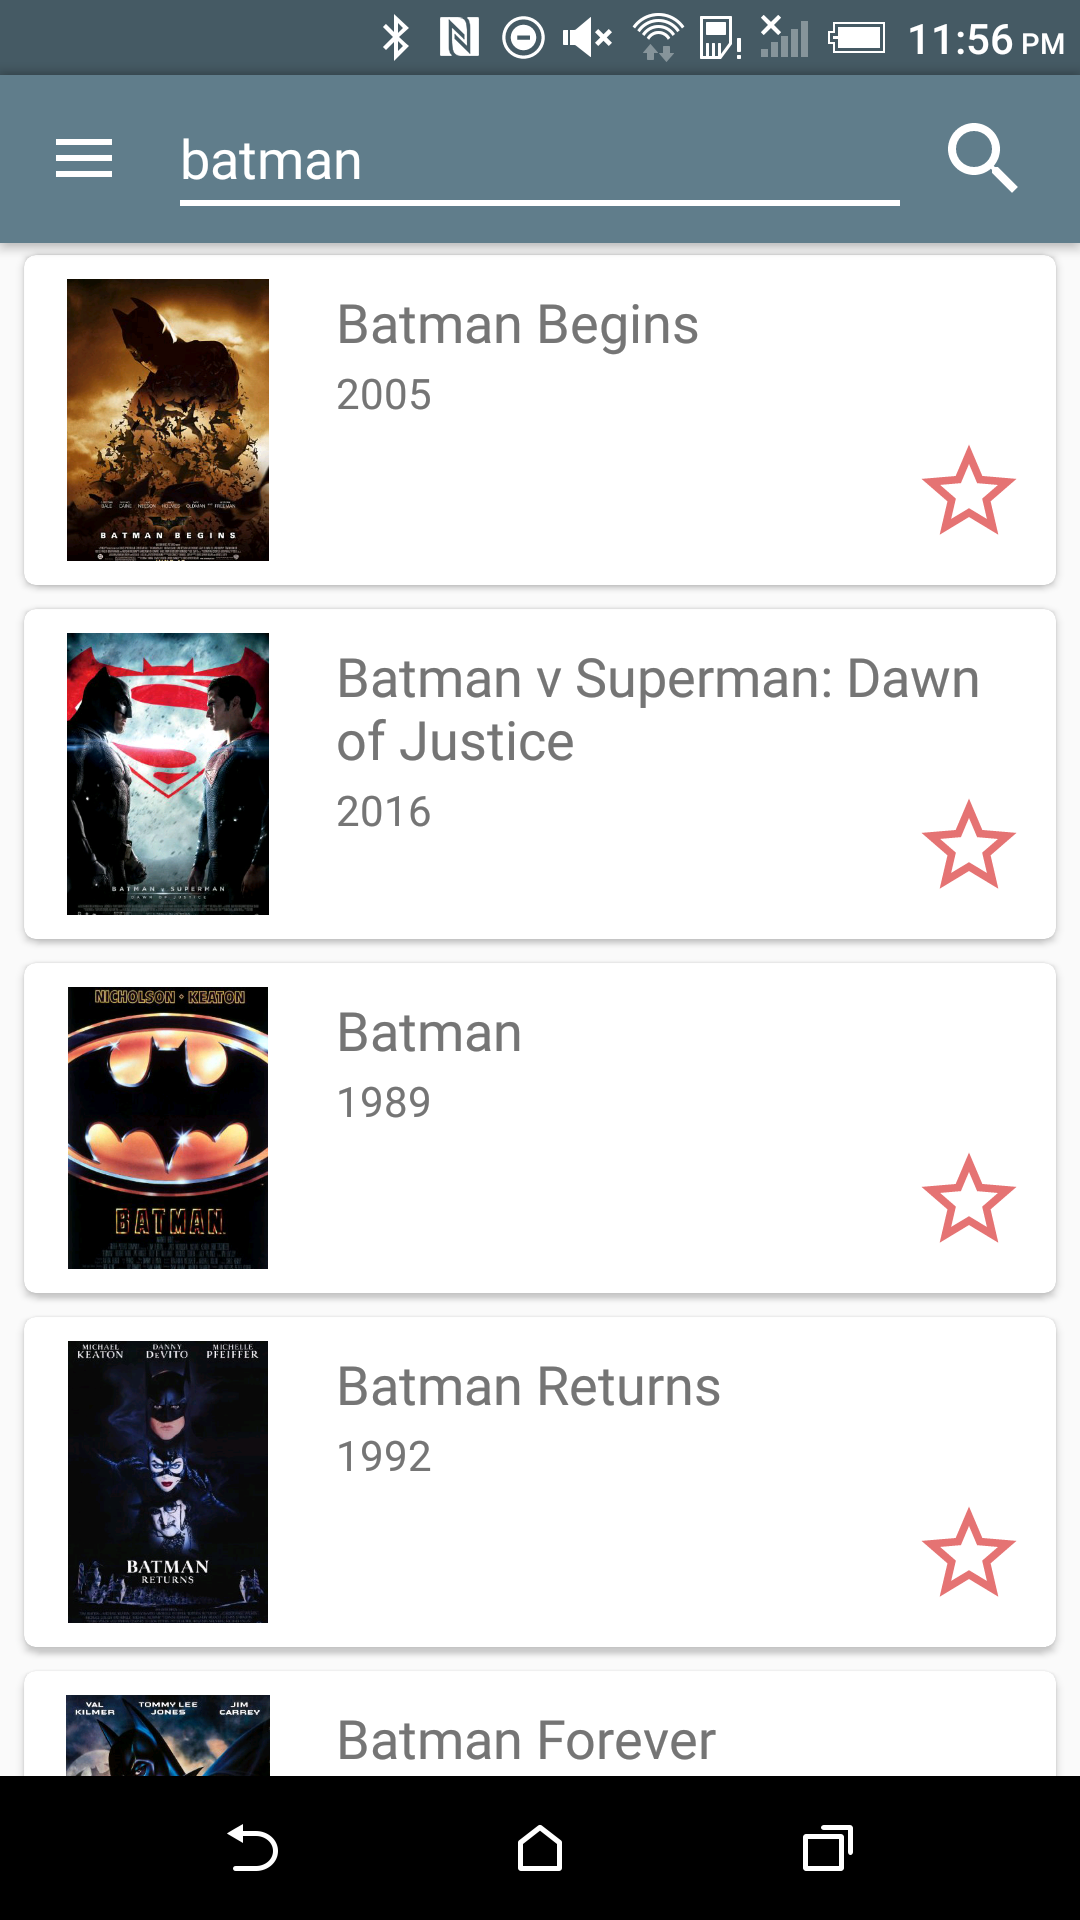 11:56 PM
batman
Batman Begins
2005
BATMAN BEGINS
Batman v Superman: Dawn
of Justice
2016
BATMAN v SUPERMAN
DAWN OF JUSTICE
NICHOLSON · KEATON
Batman
1989
BATMAN
MICHAEL KEATON DANNY DEVITO MICHELLE PFEIFFER
Batman Returns
1992
BATMAN
RETURNS
VAL KILMER TOMMY LEE JONES JIM CARREY
Batman Forever